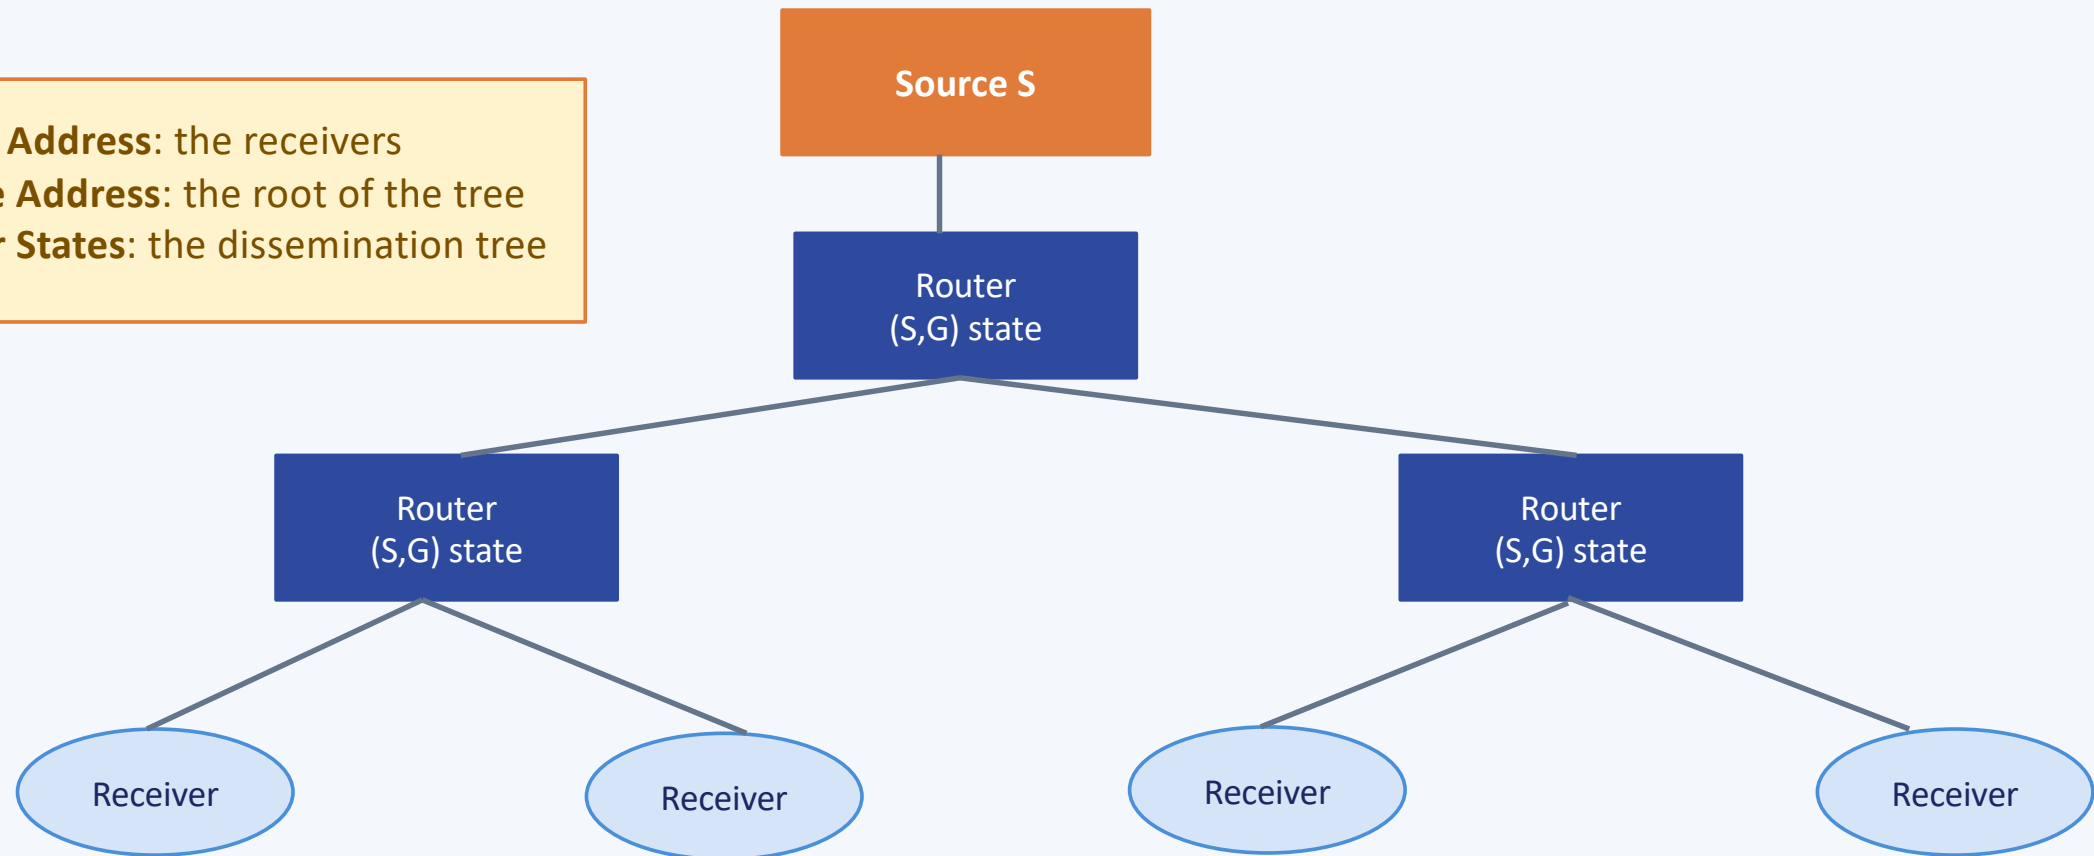 Source S
Address: the receivers
Address: the root of the tree
States: the dissemination tree
Router
(S,G) state
Router
(S,G) state
Router
(S,G) state
Receiver
Receiver
Receiver
Receiver